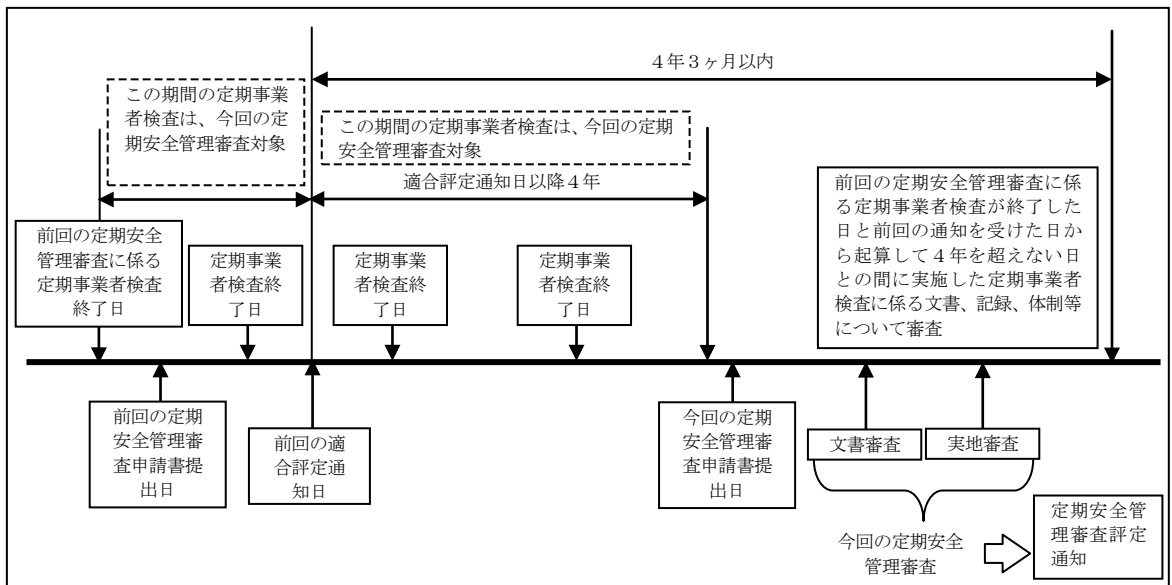 ４年３ヶ月以内
この期間の定期事業
者検査は、今回の定
期安全管理審査対象
この期間の定期事業者検査は、今回の定期
安全管理審査対象
適合評定通知日以降４年
前回の定期安全管理審査に係
る定期事業者検査が終了した
日と前回の通知を受けた日か
ら起算して４年を超えない日
との間に実施した定期事業者
検査に係る文書、記録、体制等
について審査
前回の定期安全
管理審査に係る
定期事業者検査
終了日
定期事業
者検査終
了日
定期事業
者検査終
了日
定期事業
者検査終
了日
前回の定期
安全管理審
査申請書提
出日
前回の適
合評定通
知日
今回の定期
安全管理審
査申請書提
出日
文書審査
実地審査
今回の定期安全
管理審査
定期安全管
理審査評定
通知